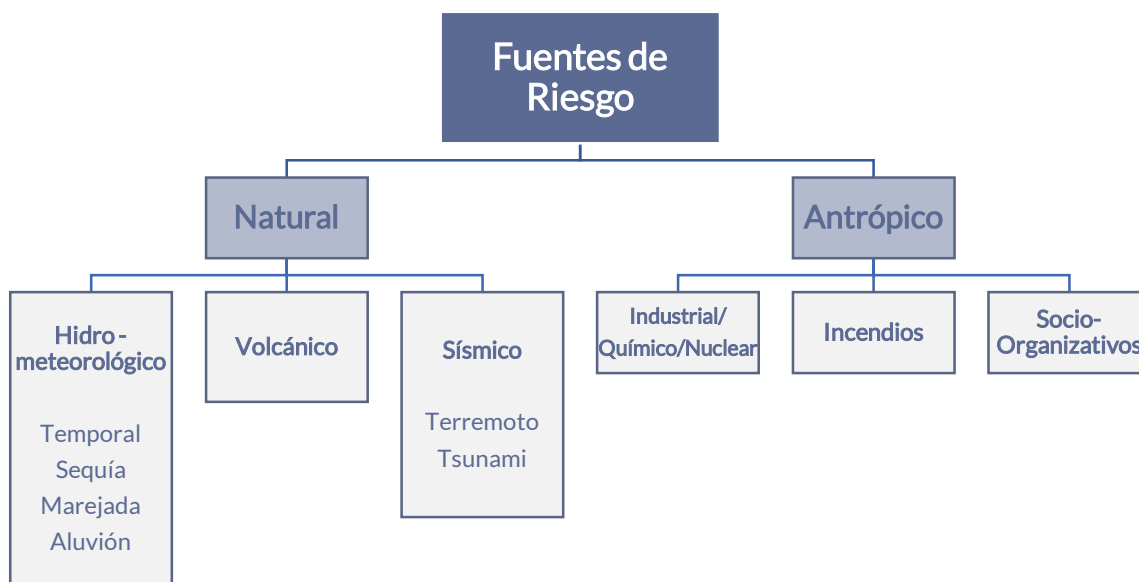 Fuentes de
Riesgo
Natural
Antrópico
Hidro-
meteorológico
Temporal
Sequía
Marejada
Aluvión
Volcánico
Sísmico
Terremoto
Tsunami
Industrial/
Químico/Nuclear
Incendios
Socio-
Organizativos